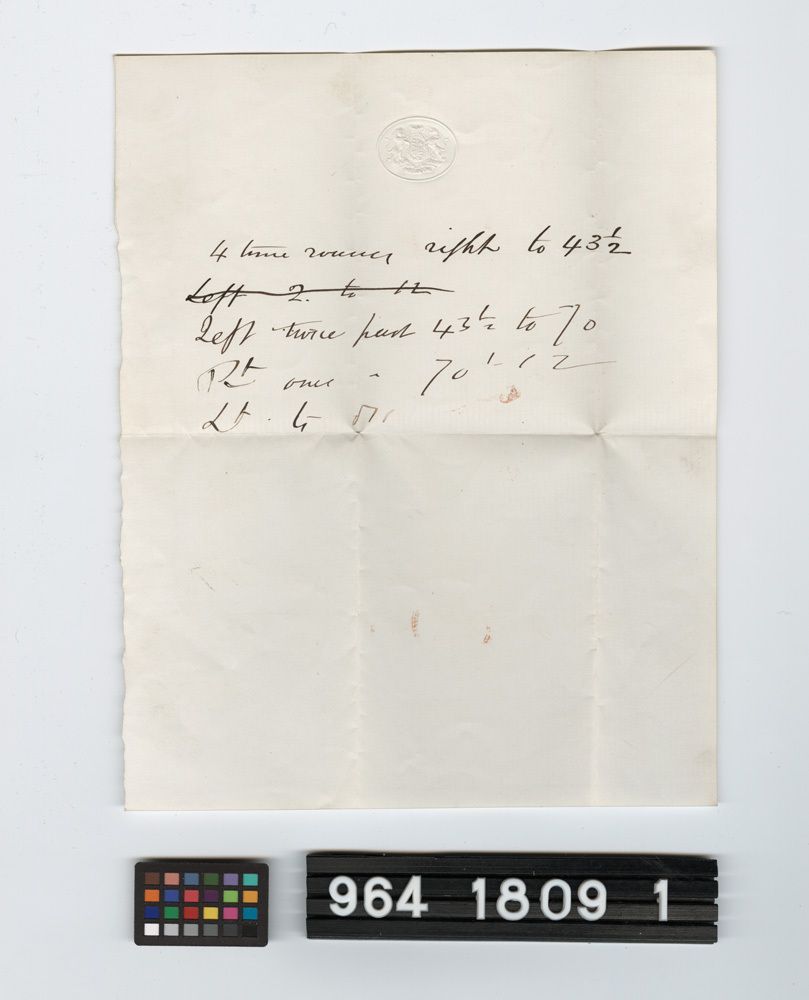 4 time round right to 43½
Left 2. to 12
Left twice past 43½ to 70
Rt once " 70 12
Lt. to
964 1809 1